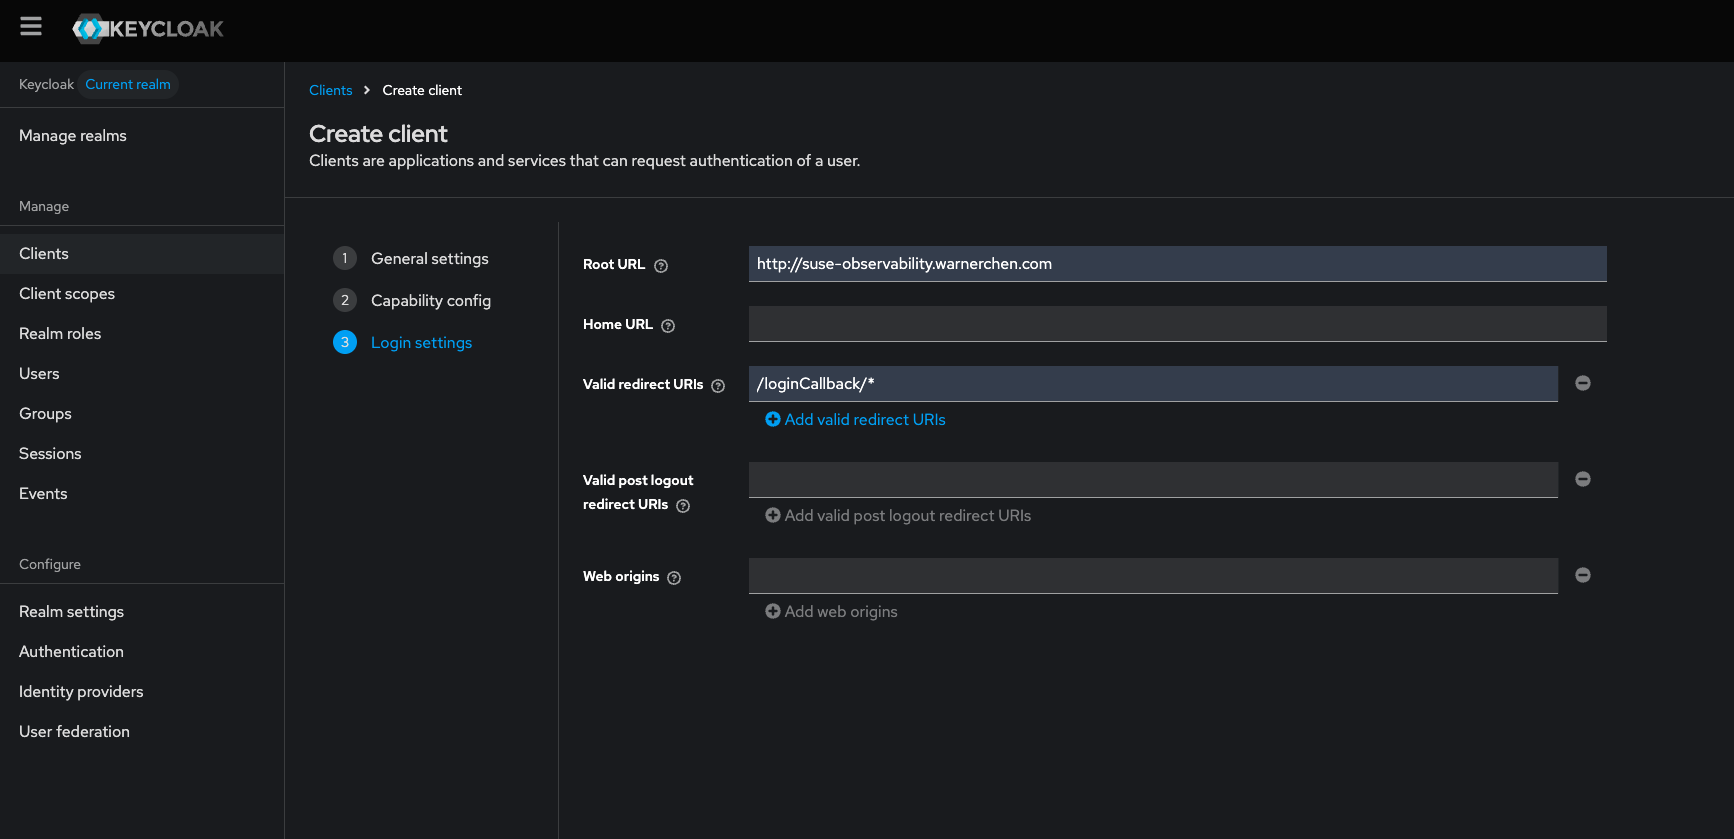 KEYCLOAK
Keycloak Current realm
Manage realms
Manage
Clients
Client scopes
Realm roles
Users
Groups
Sessions
Events
Configure
Realm settings
Authentication
Identity providers
User federation
Clients > Create client
Create client
Clients are applications and services that can request authentication of a user.
1 General settings
2 Capability config
3 Login settings
Root URL ?
http://suse-observability.warnerchen.com
Home URL ?
Valid redirect URIs ?
/loginCallback/*
Add valid redirect URIs
Valid post logout
redirect URIs ?
Add valid post logout redirect URIs
Web origins ?
Add web origins